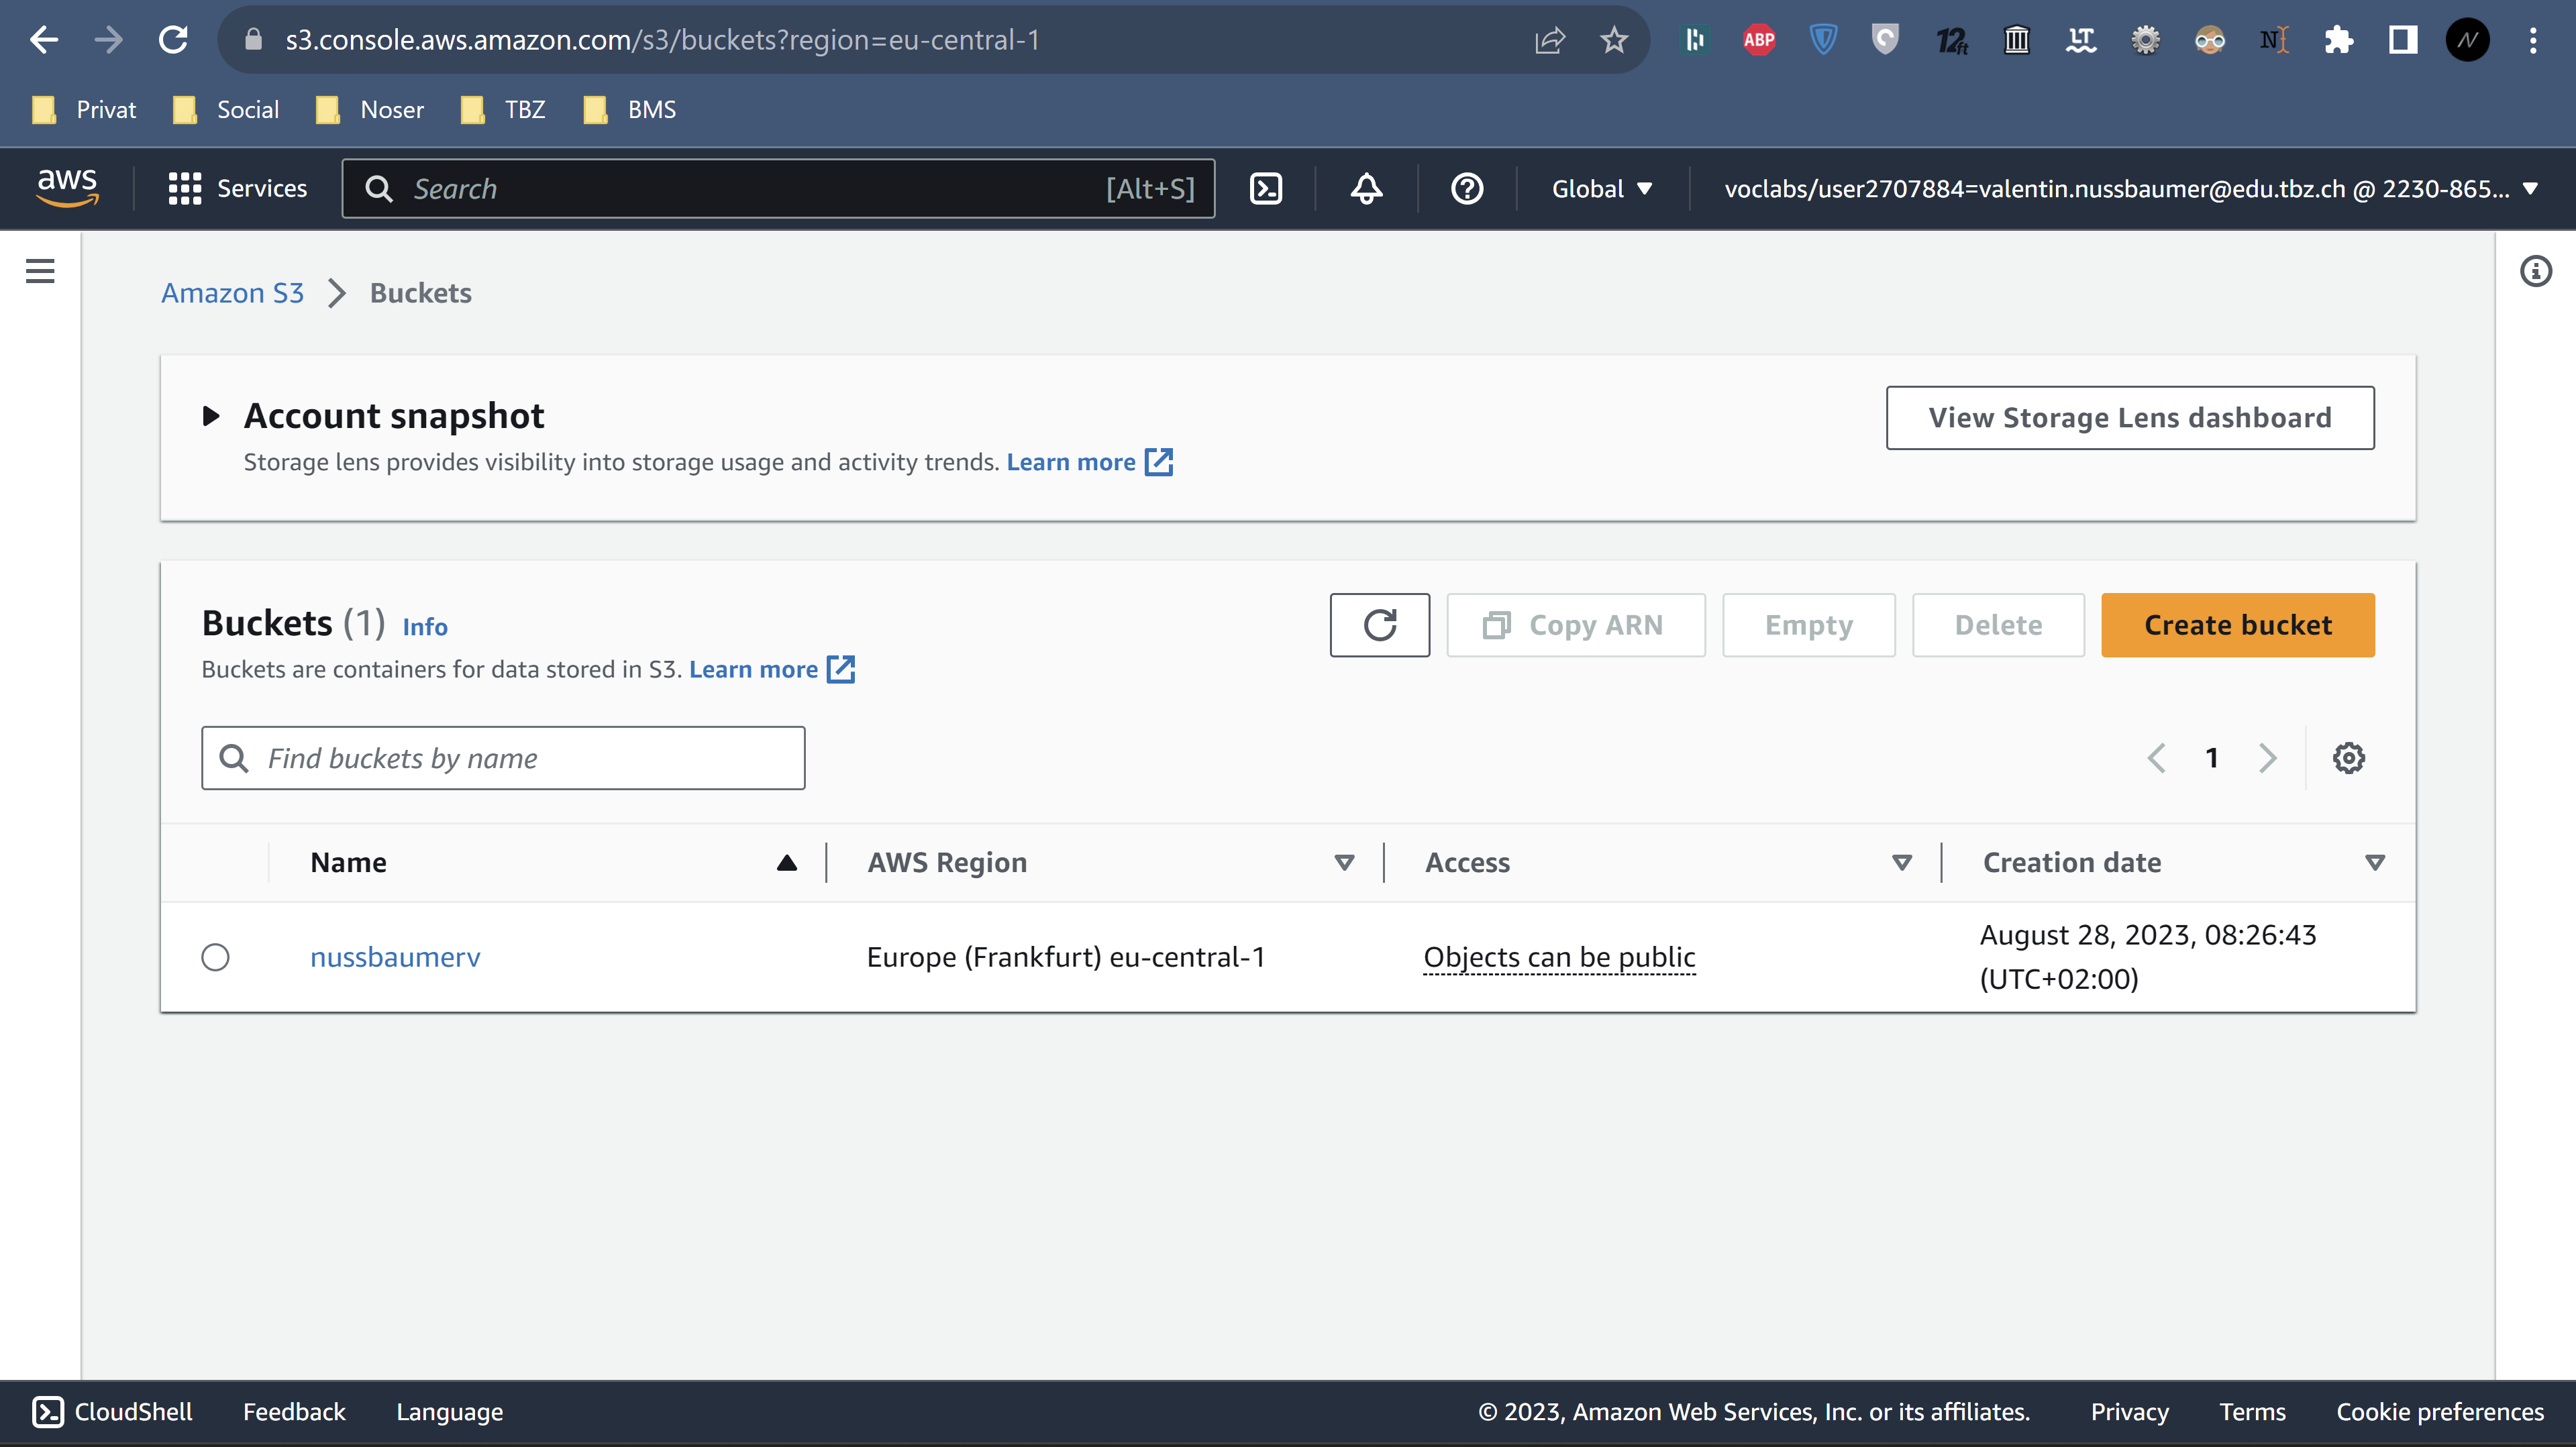 s3.console.aws.amazon.com/s3/buckets?region=eu-central-1
ABP
12ft
LT
N
Privat
Social
Noser
TBZ
BMS
aws
Services
Search
[Alt+S]
Global
voclabs/user2707884=valentin.nussbaumer@edu.tbz.ch @ 2230-865...
Amazon S3
Buckets
Account snapshot
View Storage Lens dashboard
Storage lens provides visibility into storage usage and activity trends. Learn more
Buckets (1) Info
Copy ARN
Empty
Delete
Create bucket
Buckets are containers for data stored in S3. Learn more
Find buckets by name
1
Name
AWS Region
Access
Creation date
nussbaumerv
Europe (Frankfurt) eu-central-1
Objects can be public
August 28, 2023, 08:26:43
(UTC+02:00)
CloudShell
Feedback
Language
© 2023, Amazon Web Services, Inc. or its affiliates.
Privacy
Terms
Cookie preferences